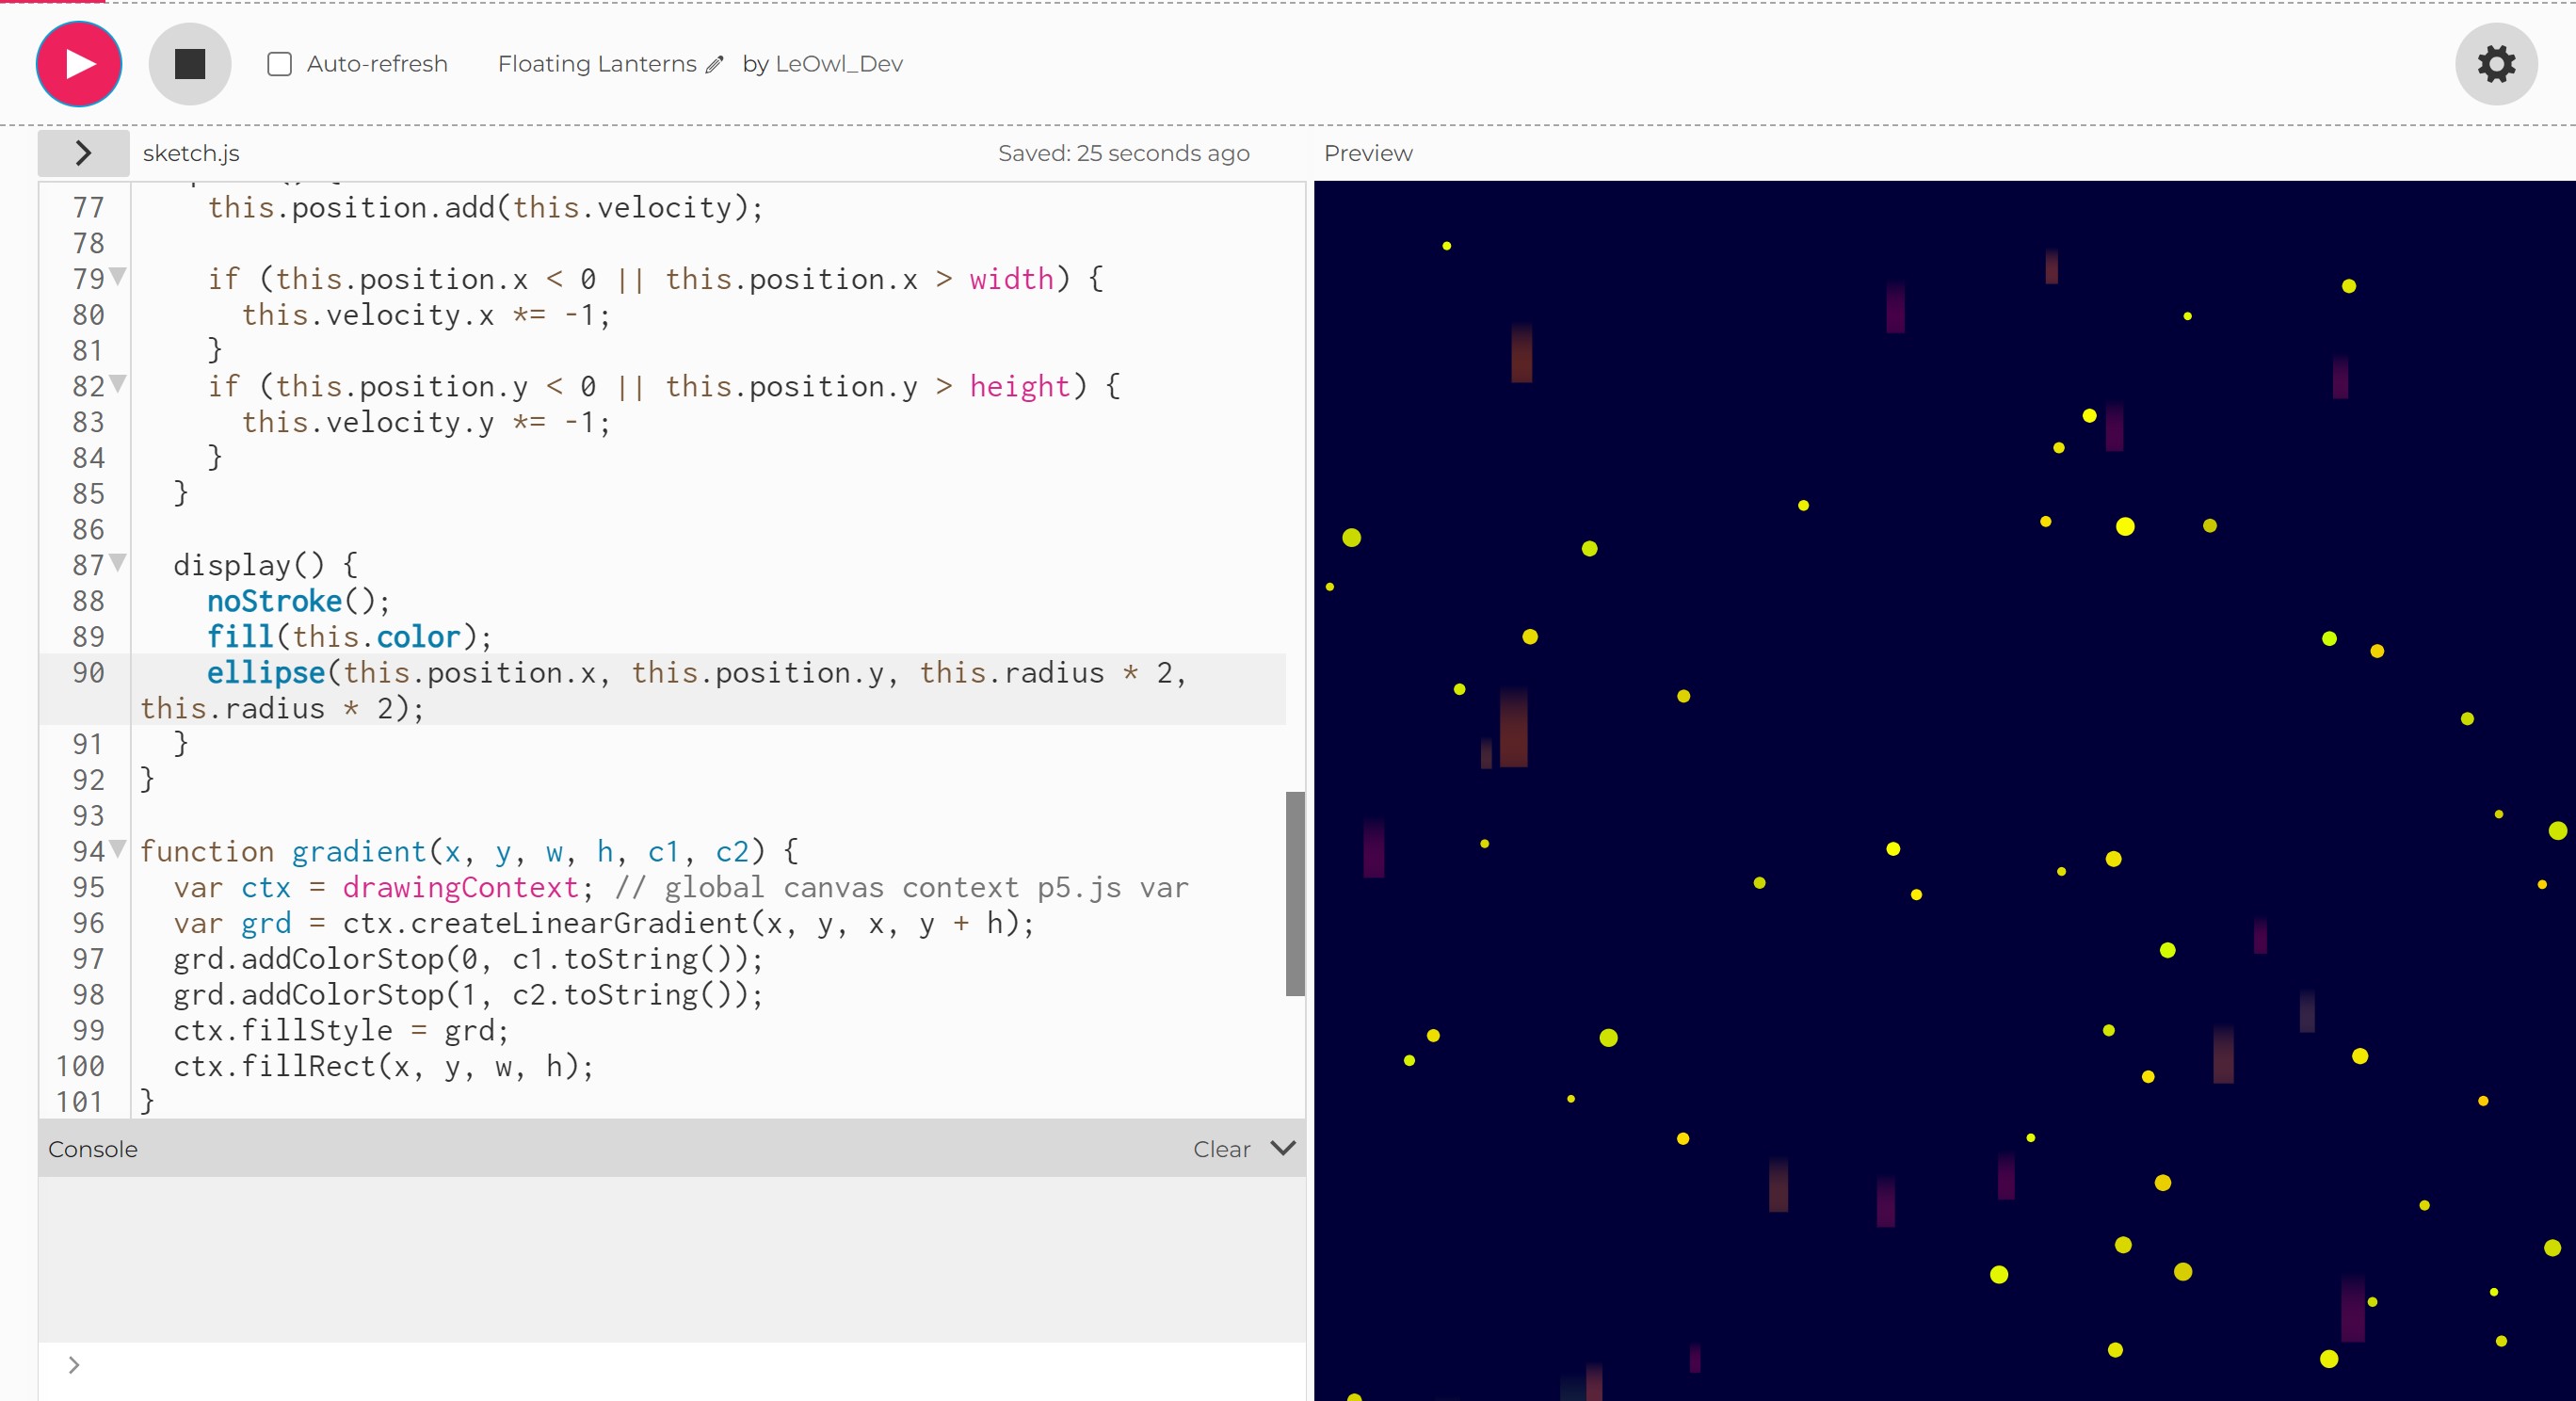 Auto-refresh Floating Lanterns by LeOwl_Dev
sketch.js Saved: 25 seconds ago Preview
77 this.position.add(this.velocity);
78
79 if (this.position.x < 0 || this.position.x > width) {
80 this.velocity.x *= -1;
81 }
82 if (this.position.y < 0 || this.position.y > height) {
83 this.velocity.y *= -1;
84 }
85 }
86
87 display() {
88 noStroke();
89 fill(this.color);
90 ellipse(this.position.x, this.position.y, this.radius * 2,
this.radius * 2);
91 }
92 }
93
94 function gradient(x, y, w, h, c1, c2) {
95 var ctx = drawingContext; // global canvas context p5.js var
96 var grd = ctx.createLinearGradient(x, y, x, y + h);
97 grd.addColorStop(0, c1.toString());
98 grd.addColorStop(1, c2.toString());
99 ctx.fillStyle = grd;
100 ctx.fillRect(x, y, w, h);
101 }
Console Clear
>